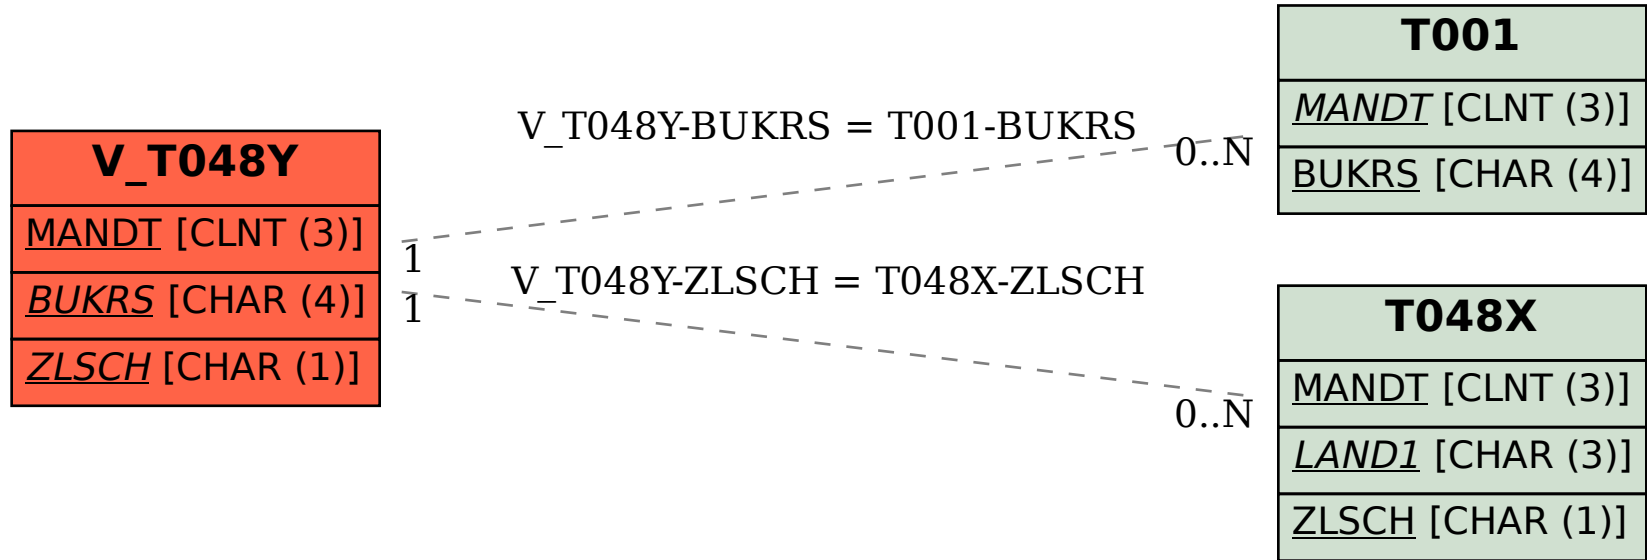 V_T048Y
MANDT [CLNT (3)]
BUKRS [CHAR (4)]
ZLSCH [CHAR (1)]
V_T048Y-BUKRS = T001-BUKRS
0..N
1
V_T048Y-ZLSCH = T048X-ZLSCH
1
0..N
T001
MANDT [CLNT (3)]
BUKRS [CHAR (4)]
T048X
MANDT [CLNT (3)]
LAND1 [CHAR (3)]
ZLSCH [CHAR (1)]